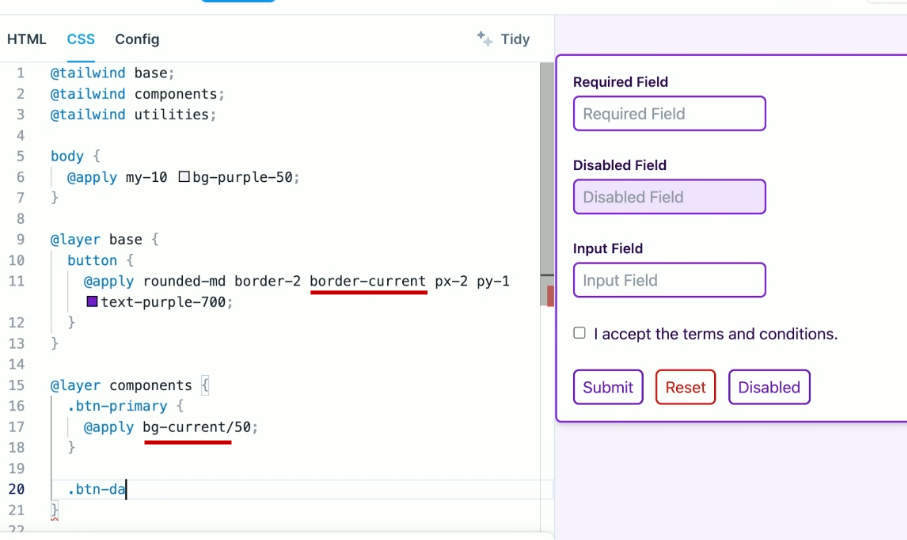 HTML CSS Config Tidy
1 @tailwind base;
2 @tailwind components;
3 @tailwind utilities;
4
5 body {
6 @apply my-10 bg-purple-50;
7 }
8
9 @layer base {
10 button {
11 @apply rounded-md border-2 border-current px-2 py-1
text-purple-700;
12 }
13 }
14
15 @layer components {
16 .btn-primary {
17 @apply bg-current/50;
18 }
19
20 .btn-da
21 }
22
Required Field
Required Field
Disabled Field
Disabled Field
Input Field
Input Field
I accept the terms and conditions.
Submit Reset Disabled